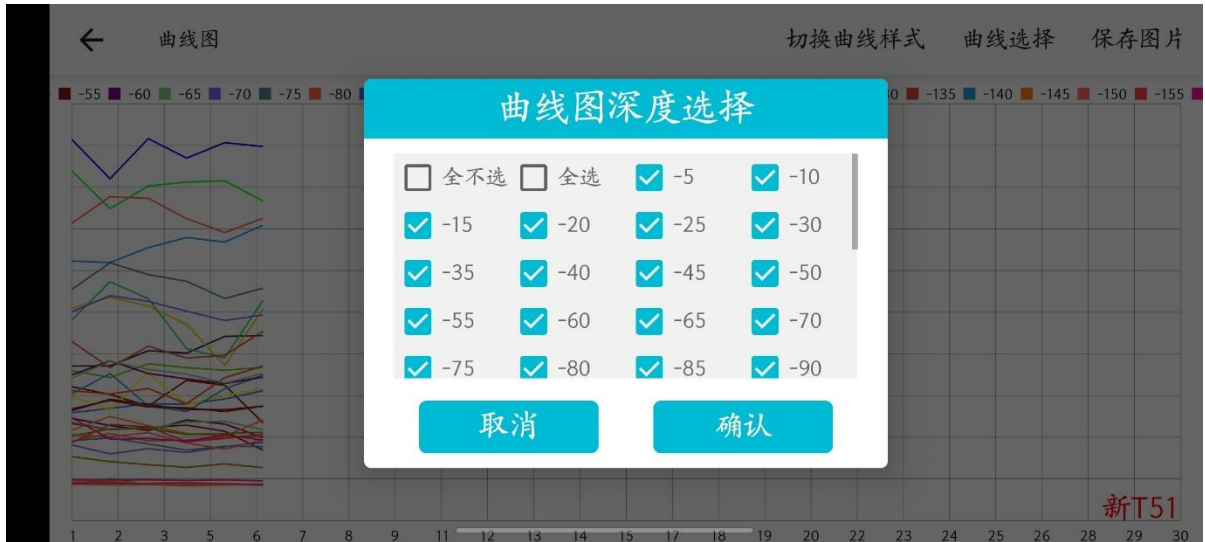 曲线图 切换曲线样式 曲线选择 保存图片
-55 -60 -65 -70 -75 -80 -135 -140 -145 -150 -155
曲线图深度选择
全不选 全选 -5 -10
-15 -20 -25 -30
-35 -40 -45 -50
-55 -60 -65 -70
-75 -80 -85 -90
取消 确认
新T51
1 2 3 5 6 7 8 9 11 12 13 14 15 16 18 19 20 22 23 24 25 26 28 29 30